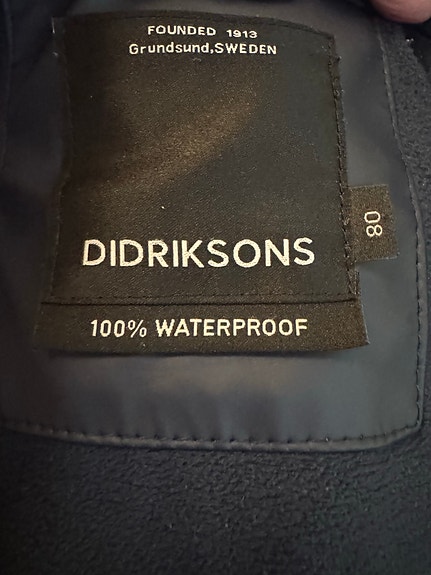 FOUNDED 1913
Grundsund,SWEDEN
DIDRIKSONS
80
100% WATERPROOF